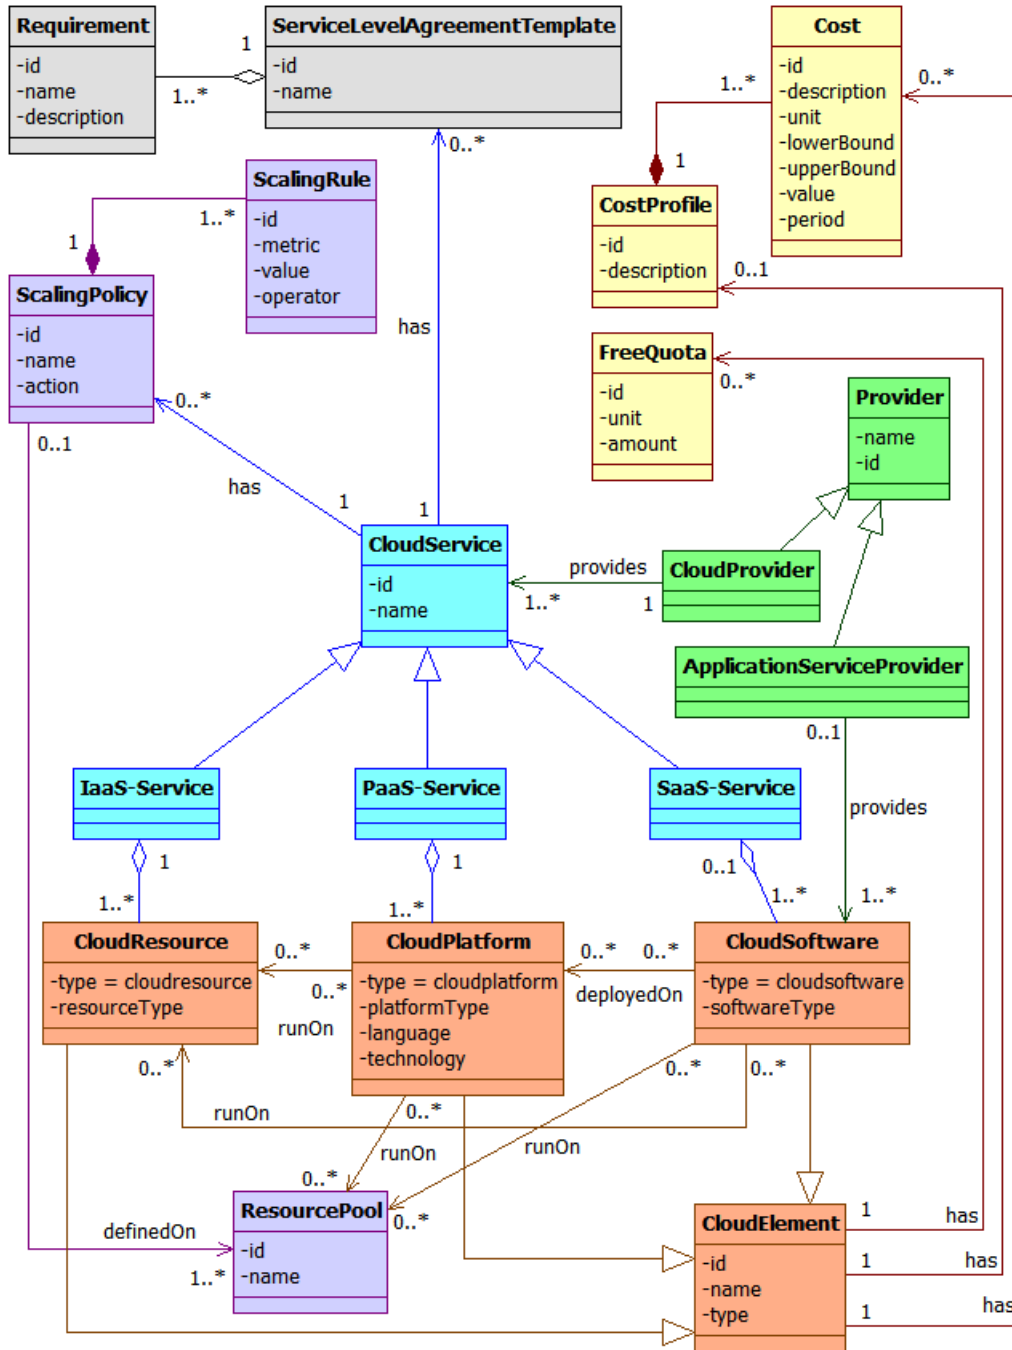 Requirement
-id
-name
-description
1
1..*
ServiceLevelAgreementTemplate
-id
-name
0..*
Cost
-id
-description
-unit
-lowerBound
-upperBound
-value
-period
0..*
1..*
1
ScalingRule
-id
-metric
-value
-operator
1..*
1
CostProfile
-id
-description
0..1
ScalingPolicy
-id
-name
-action
0..*
0..1
has
FreeQuota
-id
-unit
-amount
0..*
Provider
-name
-id
has
1
1
CloudService
-id
-name
provides
1..*
1
CloudProvider
ApplicationServiceProvider
0..1
provides
1..*
IaaS-Service
PaaS-Service
SaaS-Service
1
1
0..1
1..*
1..*
1..*
CloudResource
-type = cloudresource
-resourceType
0..*
0..*
runOn
CloudPlatform
-type = cloudplatform
-platformType
-language
-technology
0..*
0..*
deployedOn
CloudSoftware
-type = cloudsoftware
-softwareType
0..*
0..*
0..*
0..*
runOn
runOn
runOn
0..*
0..*
definedOn
1..*
ResourcePool
-id
-name
CloudElement
-id
-name
-type
1
has
1
has
1
has